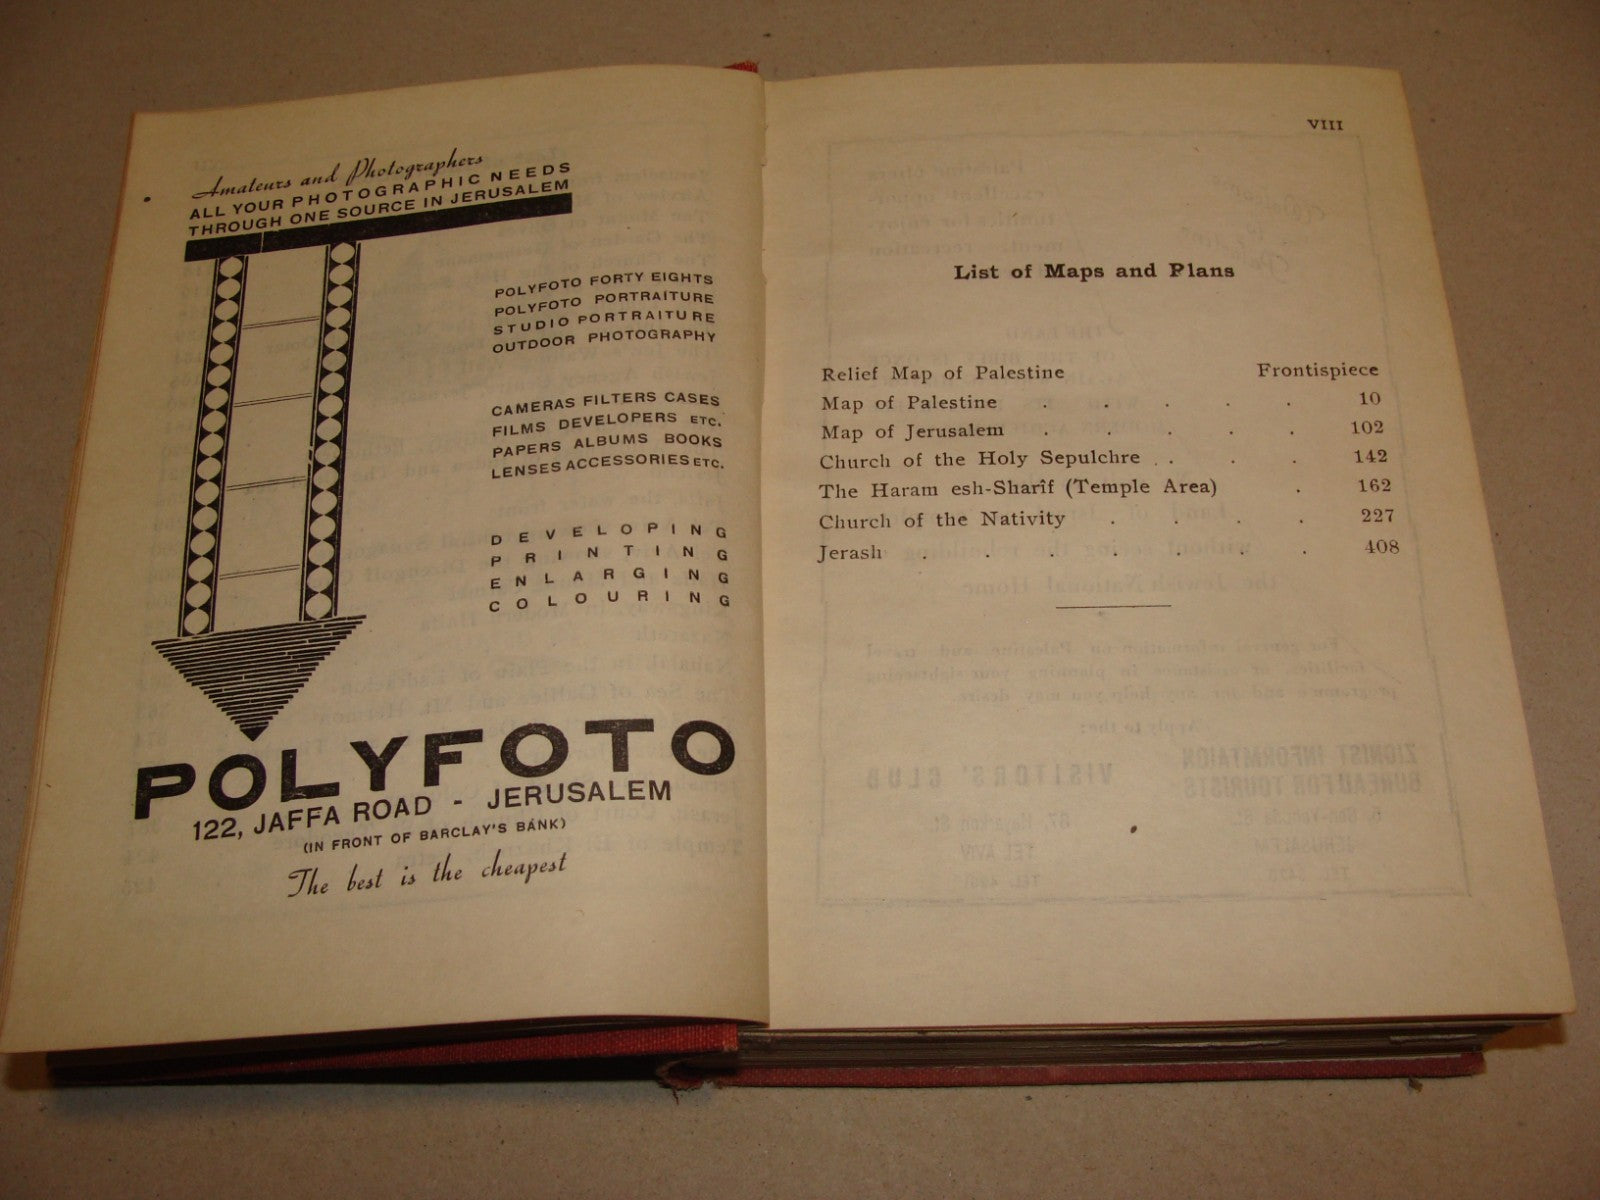 Amateurs and Photographers
ALL YOUR PHOTOGRAPHIC NEEDS
THROUGH ONE SOURCE IN JERUSALEM
POLYFOTO FORTY EIGHTS
POLYFOTO PORTRAITURE
STUDIO PORTRAITURE
OUTDOOR PHOTOGRAPHY
CAMERAS FILTERS CASES
FILMS DEVELOPERS ETC.
PAPERS ALBUMS BOOKS
LENSES ACCESSORIES ETC.
DEVELOPING
PRINTING
ENLARGING
COLOURING
POLYFOTO
122, JAFFA ROAD - JERUSALEM
(IN FRONT OF BARCLAY'S BANK)
The best is the cheapest
VIII
List of Maps and Plans
Relief Map of Palestine Frontispiece
Map of Palestine . . . . . 10
Map of Jerusalem . . . . . 102
Church of the Holy Sepulchre . . . . 142
The Haram esh-Sharîf (Temple Area) . 162
Church of the Nativity . . . . 227
Jerash . . . . . . 408